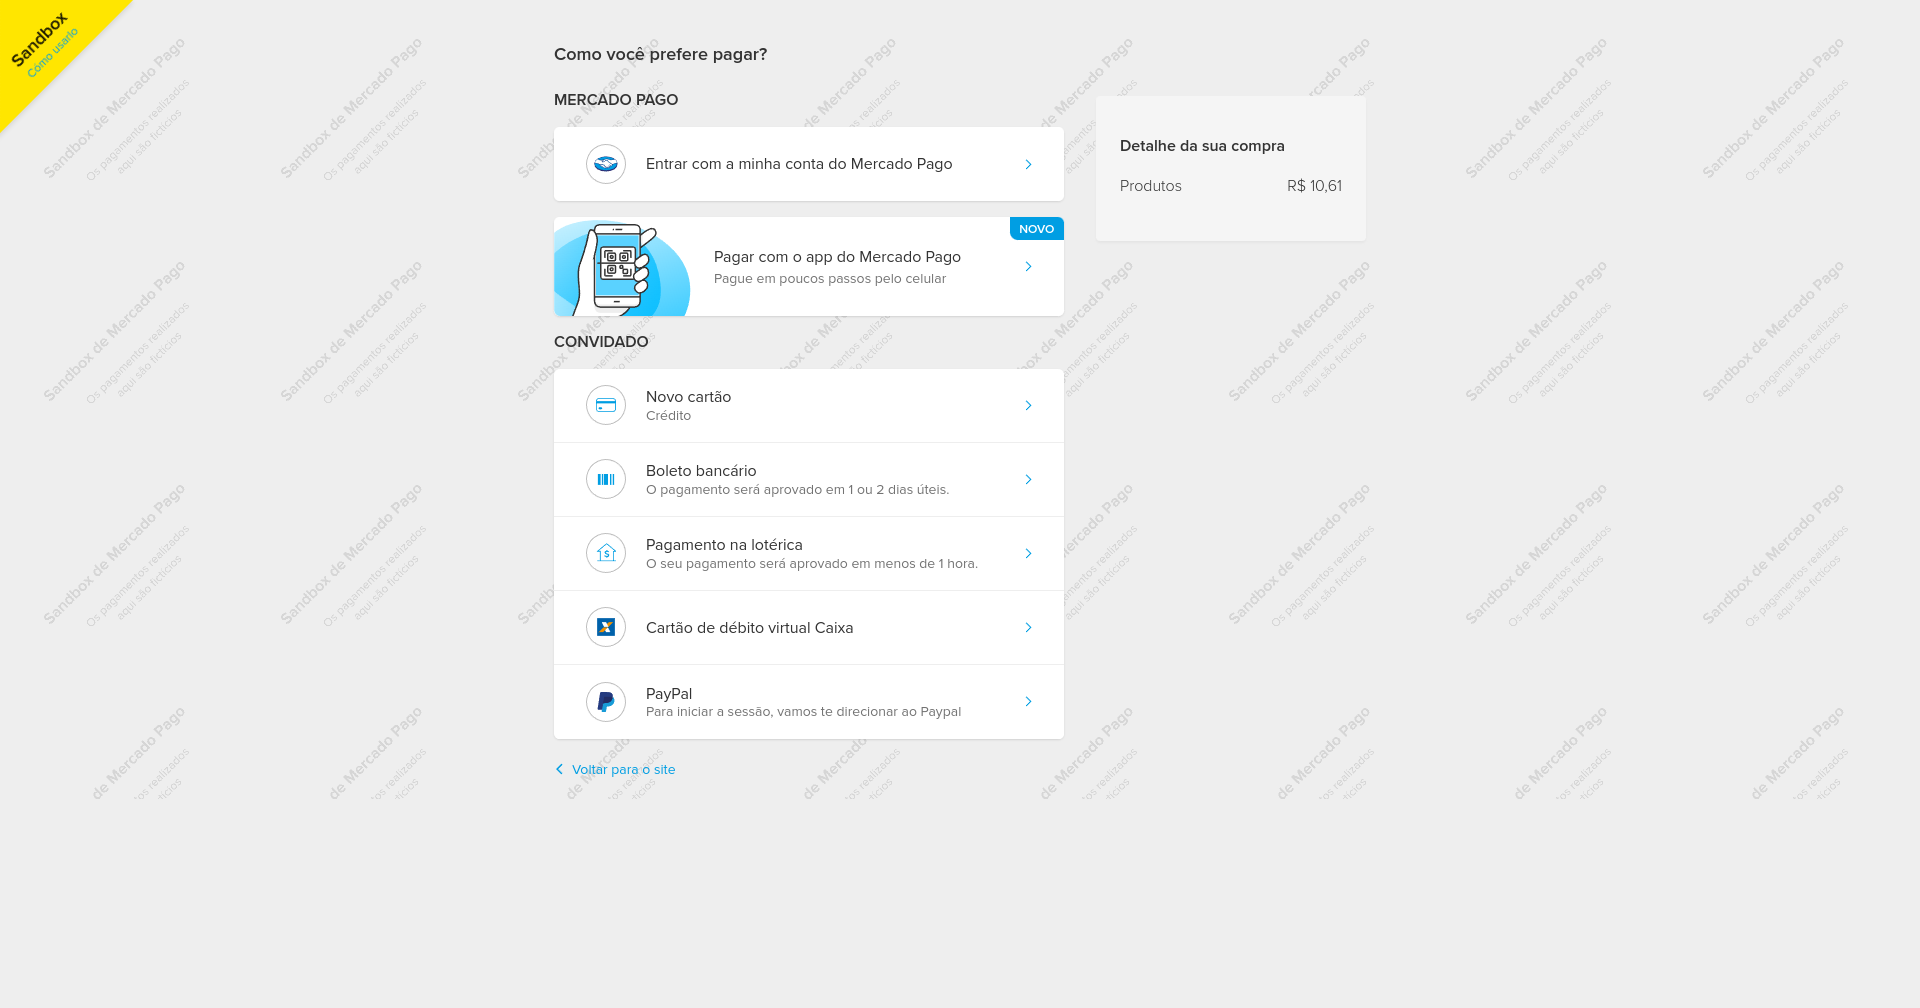 Sandbox
Cómo usarlo
Como você prefere pagar?
MERCADO PAGO
Entrar com a minha conta do Mercado Pago
NOVO
Pagar com o app do Mercado Pago
Pague em poucos passos pelo celular
CONVIDADO
Novo cartão
Crédito
Boleto bancário
O pagamento será aprovado em 1 ou 2 dias úteis.
Pagamento na lotérica
O seu pagamento será aprovado em menos de 1 hora.
Cartão de débito virtual Caixa
PayPal
Para iniciar a sessão, vamos te direcionar ao Paypal
Voltar para o site
Detalhe da sua compra
Produtos R$ 10,61
Sandbox de Mercado Pago
Os pagamentos realizados
aqui são fictícios